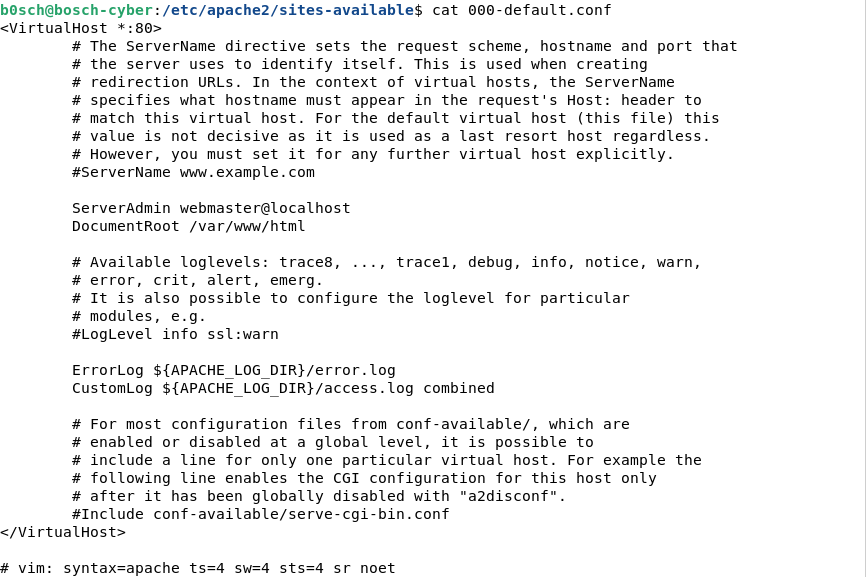 b0sch@bosch-cyber:/etc/apache2/sites-available$ cat 000-default.conf
<VirtualHost *:80>
        # The ServerName directive sets the request scheme, hostname and port that
        # the server uses to identify itself. This is used when creating
        # redirection URLs. In the context of virtual hosts, the ServerName
        # specifies what hostname must appear in the request's Host: header to
        # match this virtual host. For the default virtual host (this file) this
        # value is not decisive as it is used as a last resort host regardless.
        # However, you must set it for any further virtual host explicitly.
        #ServerName www.example.com

        ServerAdmin webmaster@localhost
        DocumentRoot /var/www/html

        # Available loglevels: trace8, ..., trace1, debug, info, notice, warn,
        # error, crit, alert, emerg.
        # It is also possible to configure the loglevel for particular
        # modules, e.g.
        #LogLevel info ssl:warn

        ErrorLog ${APACHE_LOG_DIR}/error.log
        CustomLog ${APACHE_LOG_DIR}/access.log combined

        # For most configuration files from conf-available/, which are
        # enabled or disabled at a global level, it is possible to
        # include a line for only one particular virtual host. For example the
        # following line enables the CGI configuration for this host only
        # after it has been globally disabled with "a2disconf".
        #Include conf-available/serve-cgi-bin.conf
</VirtualHost>

# vim: syntax=apache ts=4 sw=4 sts=4 sr noet